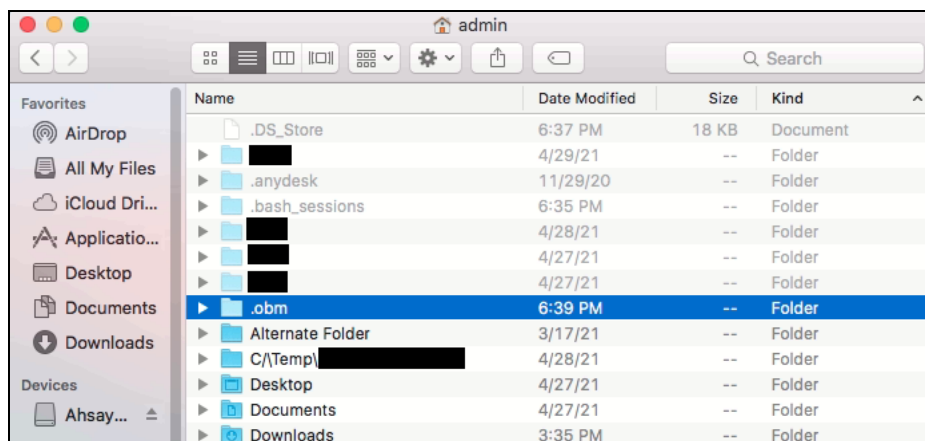 admin
Search
Favorites
AirDrop
All My Files
iCloud Dri...
Applicatio...
Desktop
Documents
Downloads
Devices
Ahsay...
Name Date Modified Size Kind
.DS_Store 6:37 PM 18 KB Document
4/29/21 -- Folder
.anydesk 11/29/20 -- Folder
.bash_sessions 6:35 PM -- Folder
4/28/21 -- Folder
4/27/21 -- Folder
4/27/21 -- Folder
.obm 6:39 PM -- Folder
Alternate Folder 3/17/21 -- Folder
C/\Temp\ 4/28/21 -- Folder
Desktop 4/27/21 -- Folder
Documents 4/27/21 -- Folder
Downloads 3:35 PM -- Folder